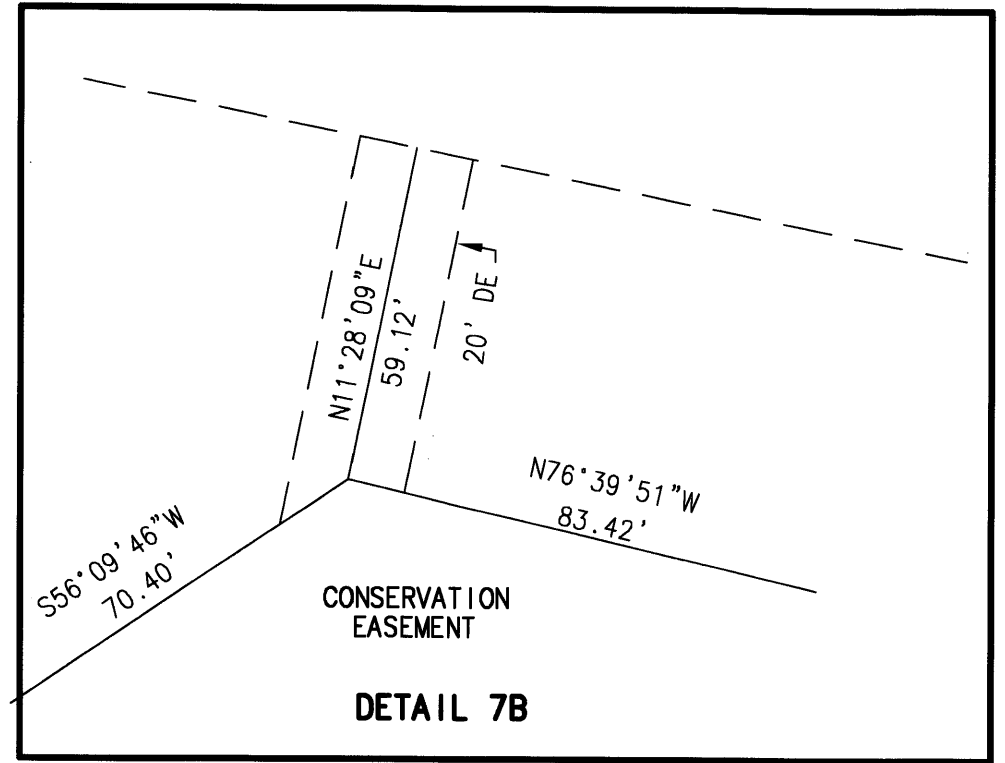 N11°28'09"E
59.12'
20' DE
N76°39'51"W
83.42'
S56°09'46"W
70.40'
CONSERVATION
EASEMENT
DETAIL 7B